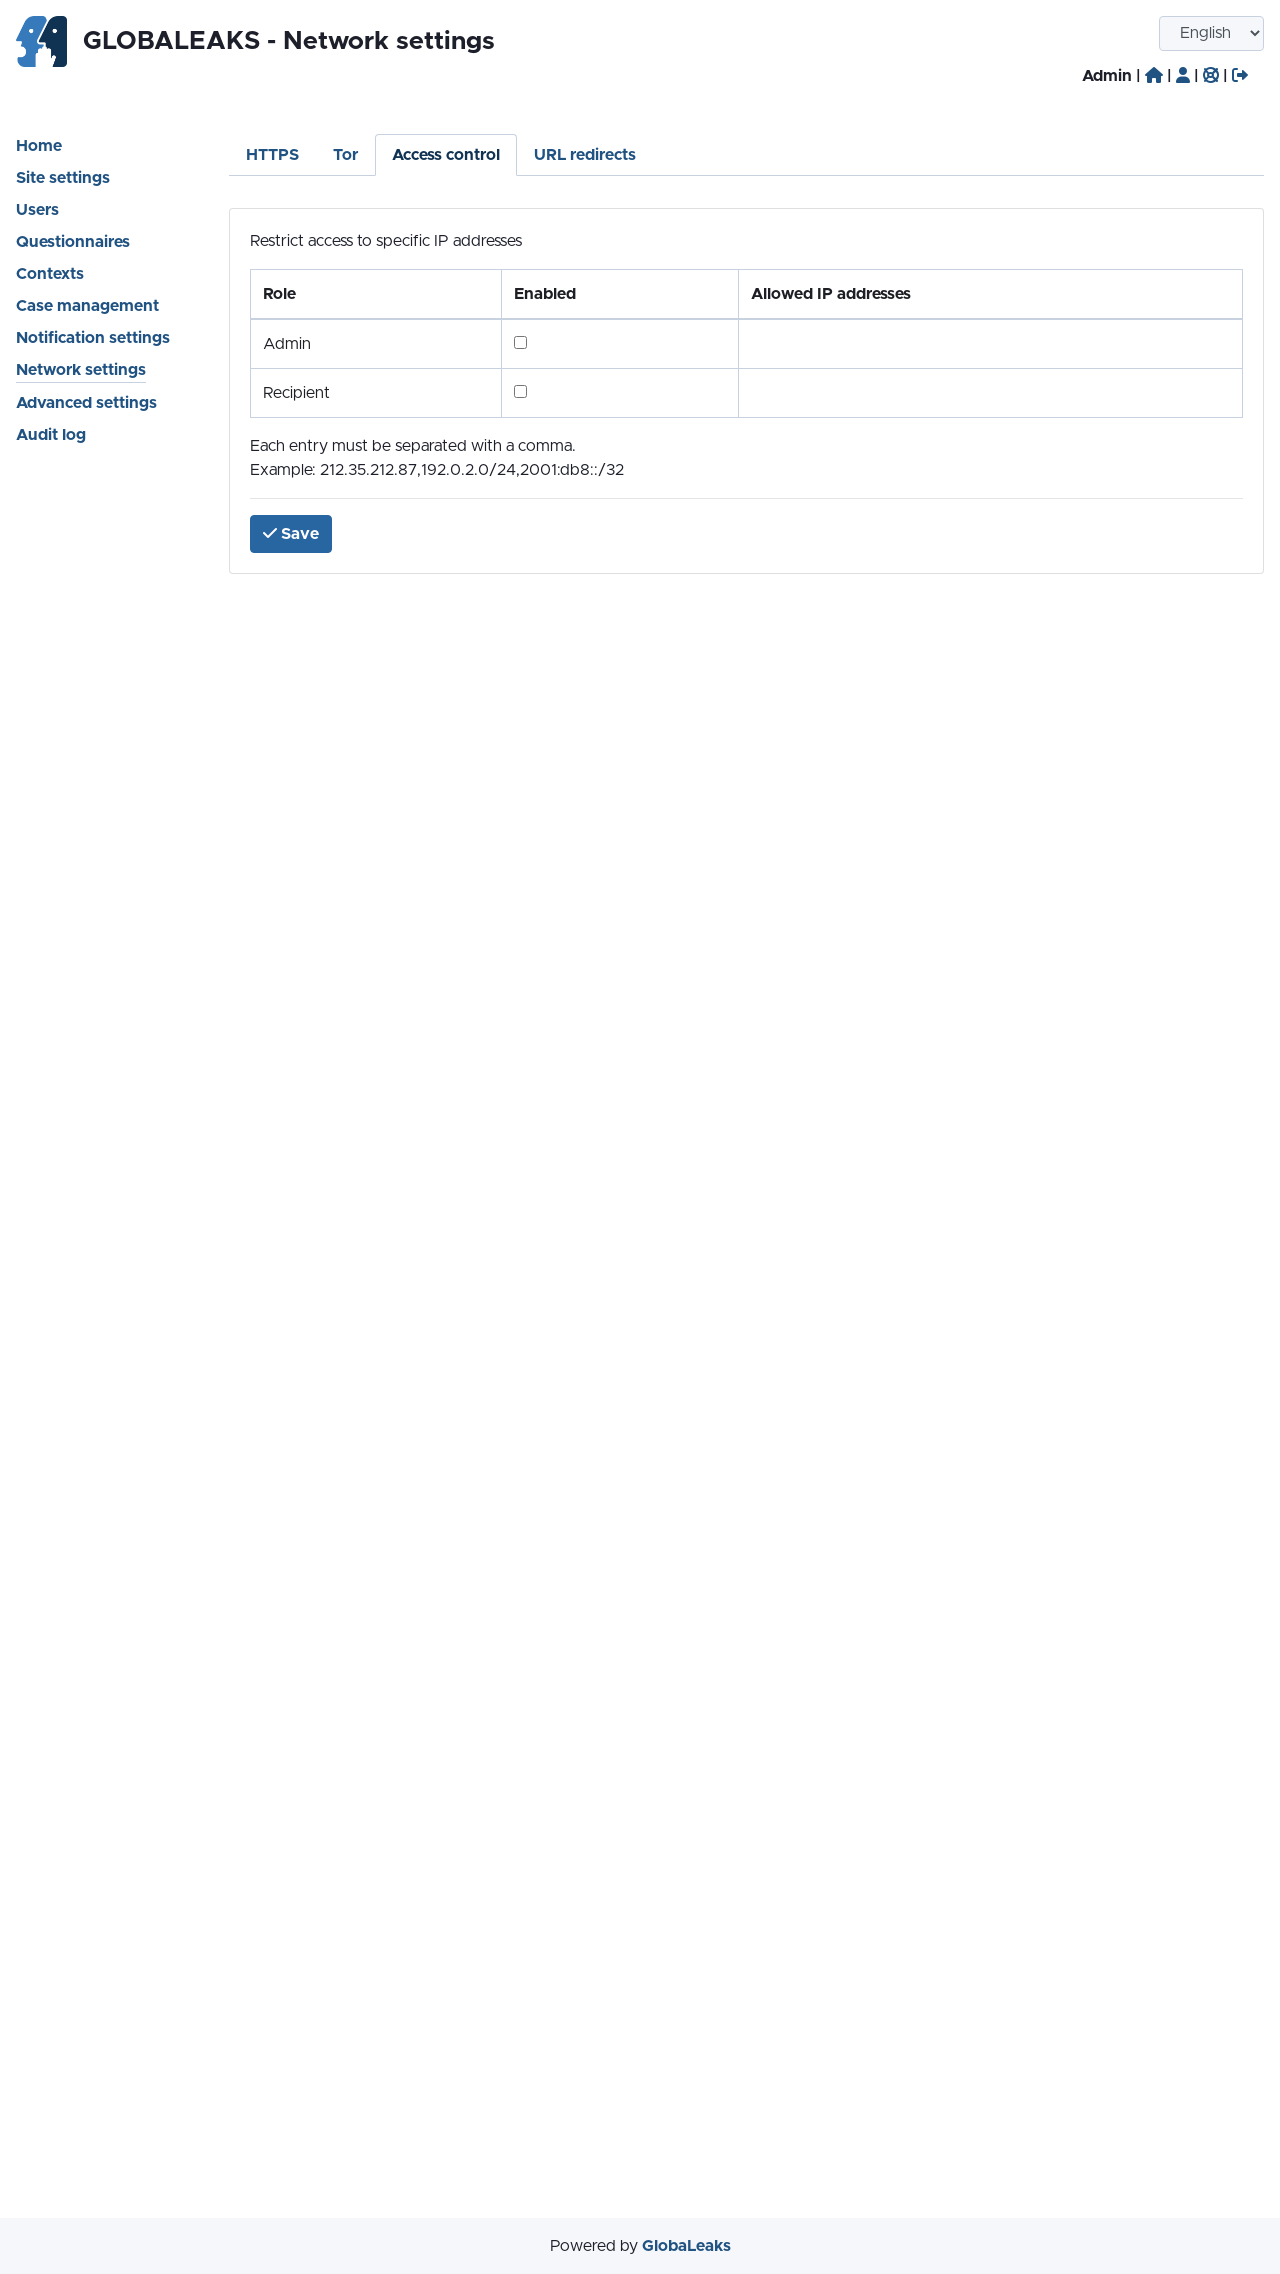 GLOBALEAKS - Network settings
English
Admin | | | |
Home
Site settings
Users
Questionnaires
Contexts
Case management
Notification settings
Network settings
Advanced settings
Audit log
HTTPS Tor Access control URL redirects
Restrict access to specific IP addresses
Role Enabled Allowed IP addresses
Admin
Recipient
Each entry must be separated with a comma.
Example: 212.35.212.87,192.0.2.0/24,2001:db8::/32
Save
Powered by GlobaLeaks